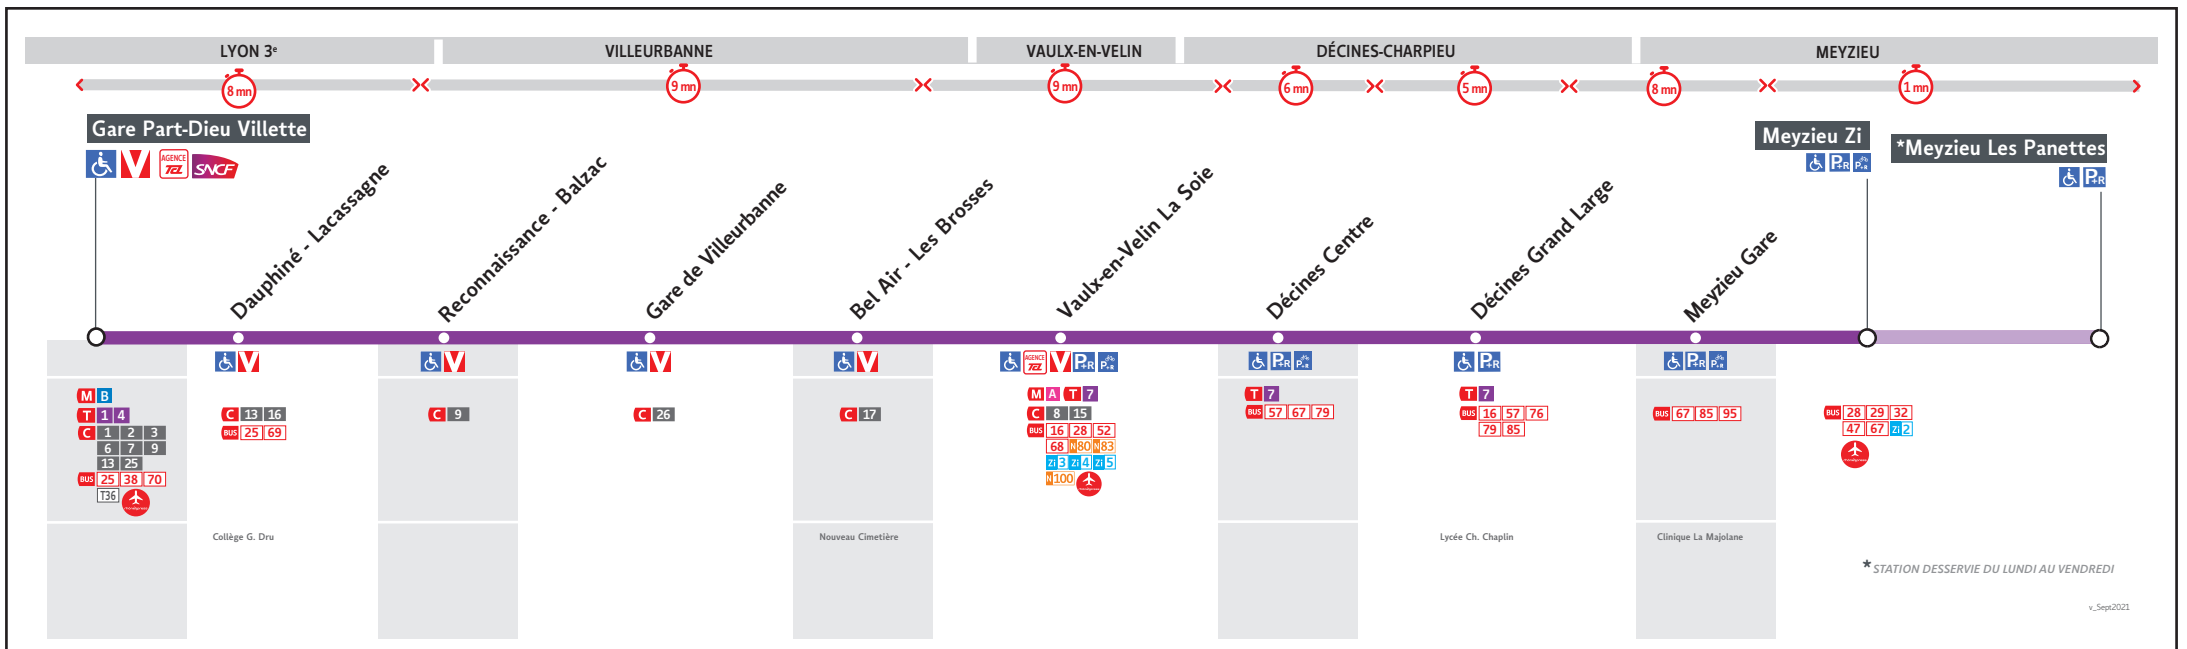 LYON 3e
VILLEURBANNE
VAULX-EN-VELIN
DÉCINES-CHARPIEU
MEYZIEU
8 mn
9 mn
9 mn
6 mn
5 mn
8 mn
1 mn
Gare Part-Dieu Villette
AGENCE
TCL
SNCF
Dauphiné - Lacassagne
Reconnaissance - Balzac
Gare de Villeurbanne
Bel Air - Les Brosses
Vaulx-en-Velin La Soie
Décines Centre
Décines Grand Large
Meyzieu Gare
Meyzieu Zi
P+R P+R
*Meyzieu Les Panettes
P+R
V
V
V
V
AGENCE TCL V P+R P+R
P+R P+R
P+R
P+R P+R
M B
T 1 4
C 1 2 3
6 7 9
13 25
BUS 25 38 70
T36
C 13 16
BUS 25 69
C 9
C 26
C 17
M A T 7
C 8 15
BUS 16 28 52
68 N80 N83
Zi 3 Zi 4 Zi 5
N100
T 7
BUS 57 67 79
T 7
BUS 16 57 76
79 85
BUS 67 85 95
BUS 28 29 32
47 67 Zi 2
Collège G. Dru
Nouveau Cimetière
Lycée Ch. Chaplin
Clinique La Majolane
* STATION DESSERVIE DU LUNDI AU VENDREDI
v_Sept2021